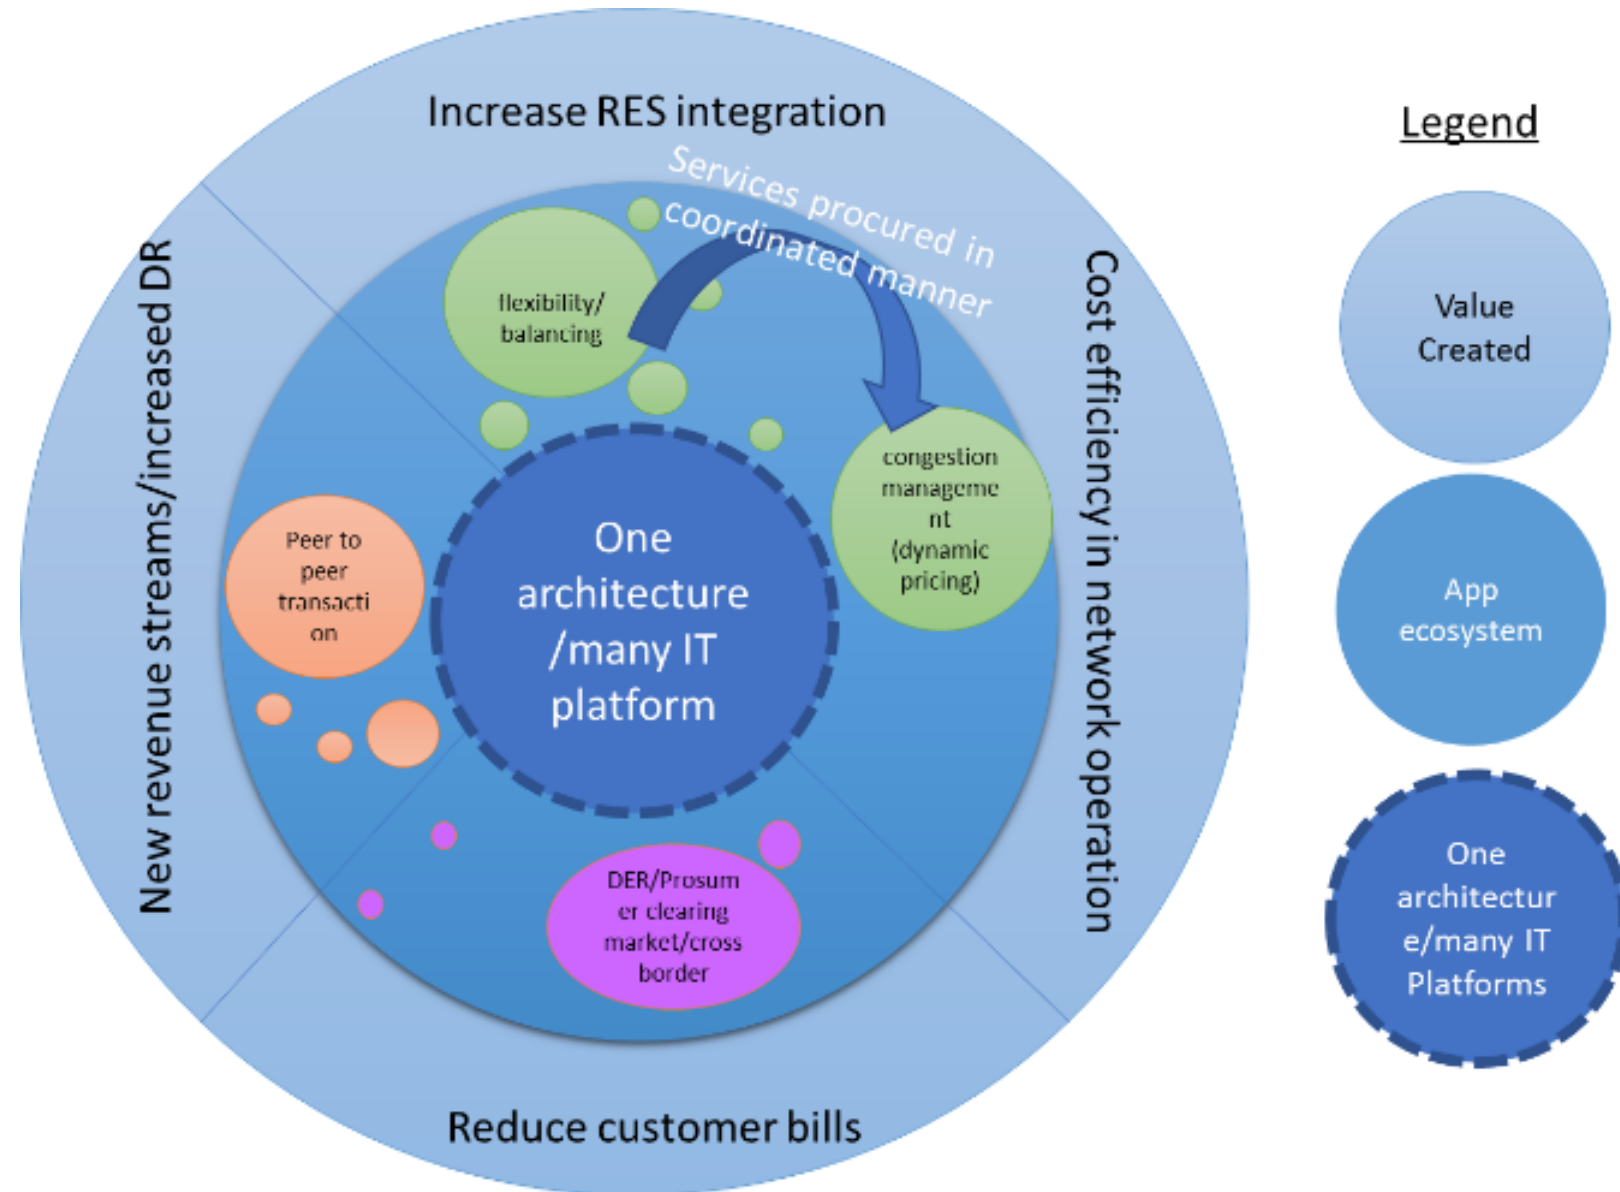 Increase RES integration
Services procured in
coordinated manner
Legend
New revenue streams/increased DR
Cost efficiency in network operation
flexibility/
balancing
congestion
manageme
nt
(dynamic
pricing)
Peer to
peer
transacti
on
One
architecture
/many IT
platform
DER/Prosum
er clearing
market/cross
border
Reduce customer bills
Value
Created
App
ecosystem
One
architectur
e/many IT
Platforms